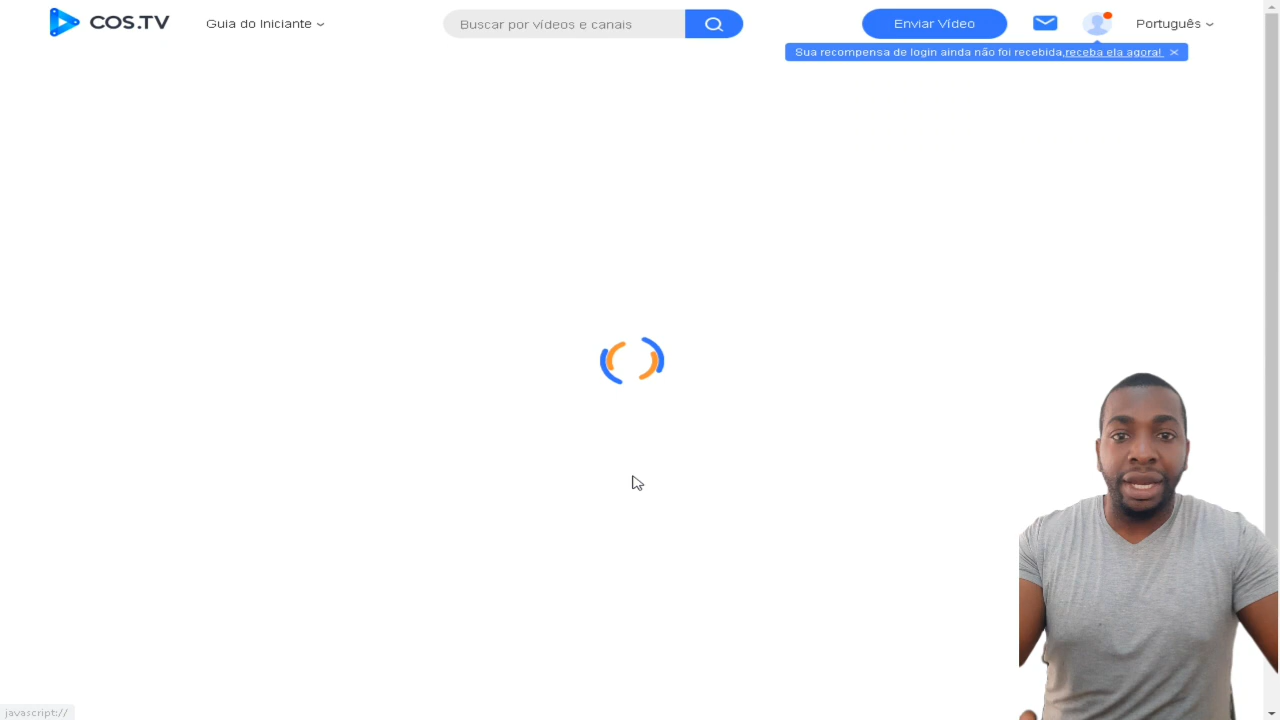 COS.TV
Guia do Iniciante
Buscar por vídeos e canais
Enviar Vídeo
Português
Sua recompensa de login ainda não foi recebida,receba ela agora!
javascript://